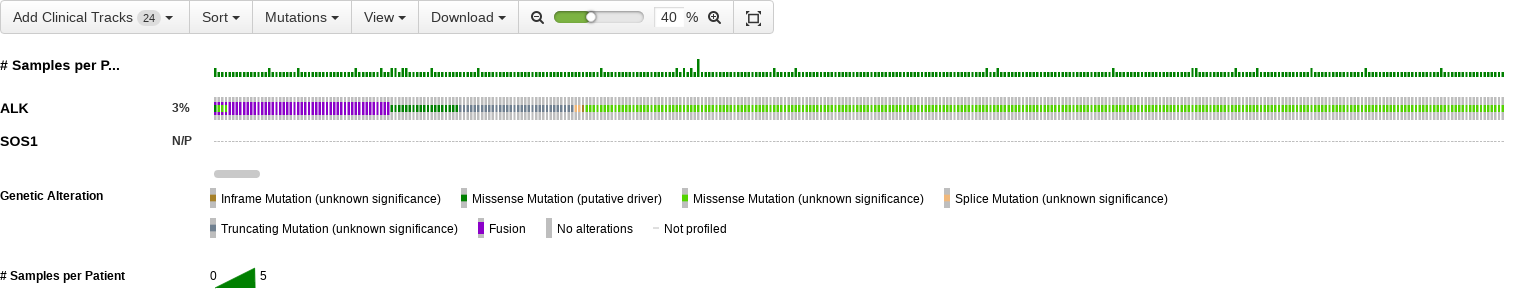 Add Clinical Tracks 24 Sort Mutations View Download 40 %
# Samples per P...
ALK 3%
SOS1 N/P
Genetic Alteration Inframe Mutation (unknown significance) Missense Mutation (putative driver) Missense Mutation (unknown significance) Splice Mutation (unknown significance)
Truncating Mutation (unknown significance) Fusion No alterations Not profiled
# Samples per Patient 0 5